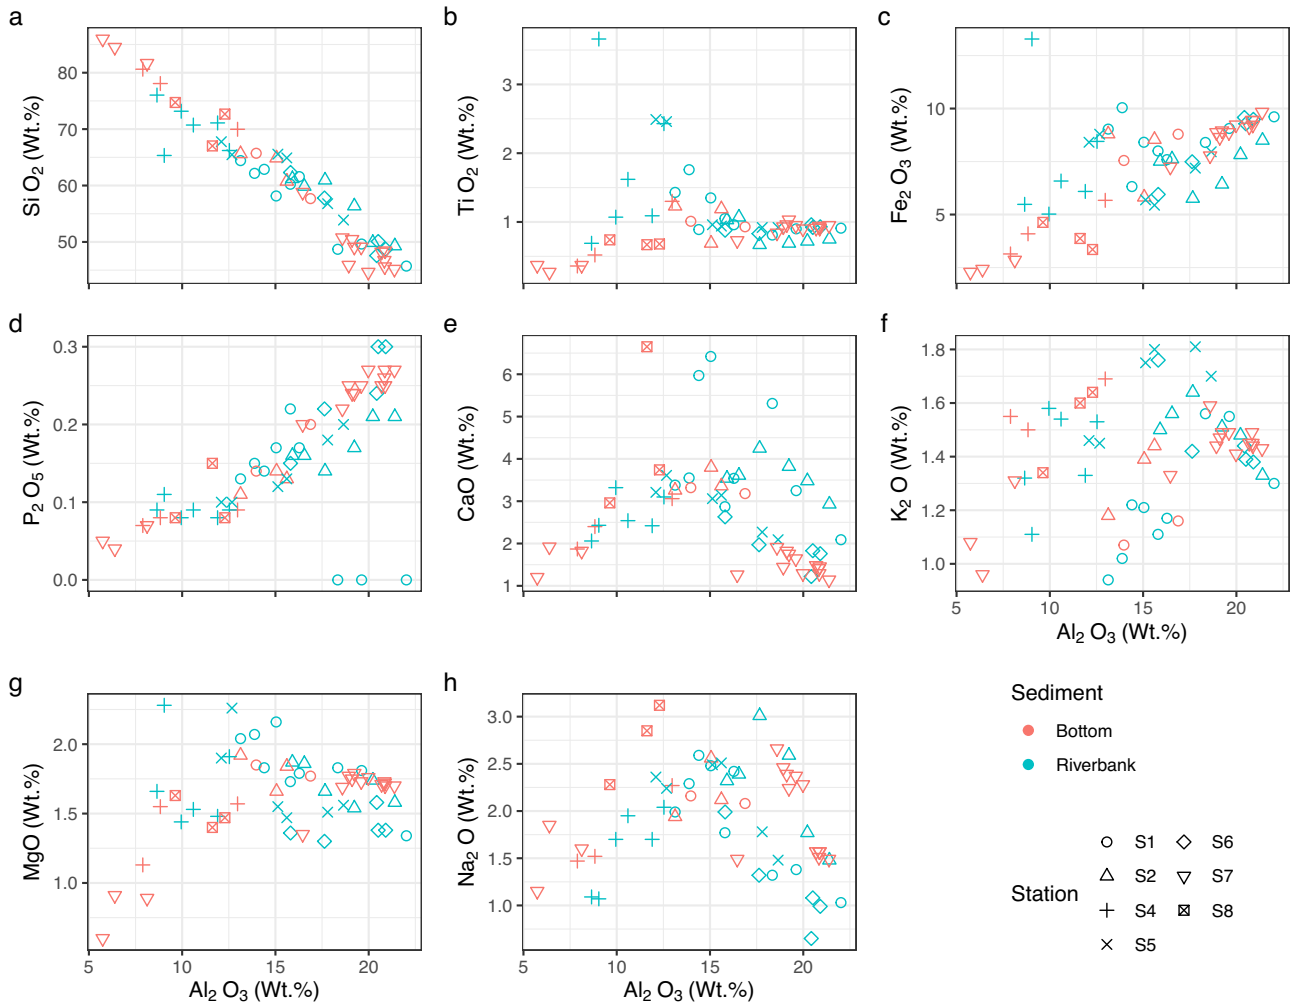 a
b
c
Si O2 (Wt.%)
80
70
60
50
Ti O2 (Wt.%)
3
2
1
Fe2 O3 (Wt.%)
10
5
d
e
f
P2 O5 (Wt.%)
0.3
0.2
0.1
0.0
CaO (Wt.%)
6
5
4
3
2
1
K2 O (Wt.%)
1.8
1.6
1.4
1.2
1.0
5 10 15 20
Al2 O3 (Wt.%)
g
h
MgO (Wt.%)
2.0
1.5
1.0
5 10 15 20
Al2 O3 (Wt.%)
Na2 O (Wt.%)
3.0
2.5
2.0
1.5
1.0
5 10 15 20
Al2 O3 (Wt.%)
Sediment
Bottom
Riverbank
Station
S1 S6
S2 S7
S4 S8
S5